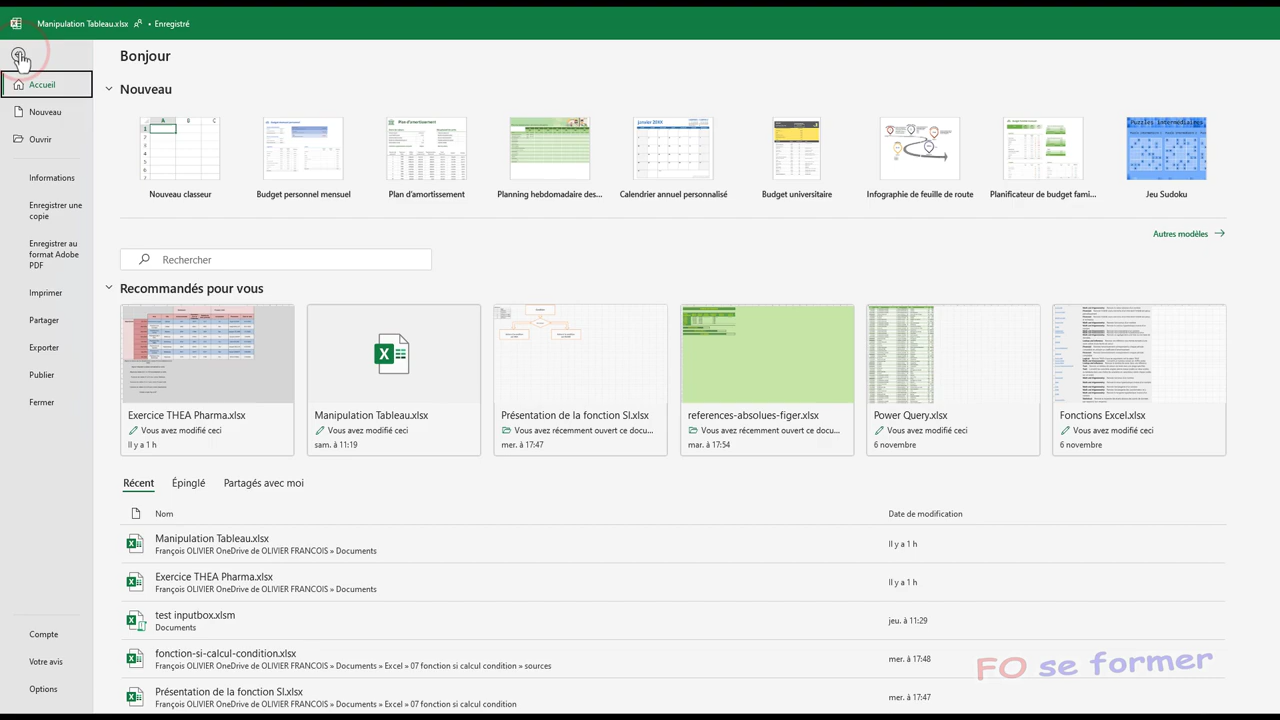 Manipulation Tableau.xlsx • Enregistré
Bonjour
Accueil
Nouveau
Ouvrir
Informations
Enregistrer une
copie
Enregistrer au
format Adobe
PDF
Imprimer
Partager
Exporter
Publier
Fermer
Compte
Votre avis
Options
Nouveau
Nouveau classeur
Budget personnel mensuel
Plan d'amortissement
Planning hebdomadaire des...
Calendrier annuel personnalisé
Budget universitaire
Infographie de feuille de route
Planificateur de budget fami...
Jeu Sudoku
Autres modèles
Rechercher
Recommandés pour vous
Exercice THEA Pharma.xlsx
Vous avez modifié ceci
Il y a 1 h
Manipulation Tableau.xlsx
Vous avez modifié ceci
sam. à 11:19
Présentation de la fonction SI.xlsx
Vous avez récemment ouvert ce docu...
mer. à 17:47
references-absolues-figer.xlsx
Vous avez récemment ouvert ce docu...
mar. à 17:54
Power Query.xlsx
Vous avez modifié ceci
6 novembre
Fonctions Excel.xlsx
Vous avez modifié ceci
6 novembre
Récent Épinglé Partagés avec moi
Nom Date de modification
Manipulation Tableau.xlsx
François OLIVIER OneDrive de OLIVIER FRANCOIS » Documents
Il y a 1 h
Exercice THEA Pharma.xlsx
François OLIVIER OneDrive de OLIVIER FRANCOIS » Documents
Il y a 1 h
test inputbox.xlsm
Documents
jeu. à 11:29
fonction-si-calcul-condition.xlsx
François OLIVIER OneDrive de OLIVIER FRANCOIS » Documents » Excel » 07 fonction si calcul condition » sources
mer. à 17:48
Présentation de la fonction SI.xlsx
François OLIVIER OneDrive de OLIVIER FRANCOIS » Documents » Excel » 07 fonction si calcul condition
mer. à 17:47
FO se former